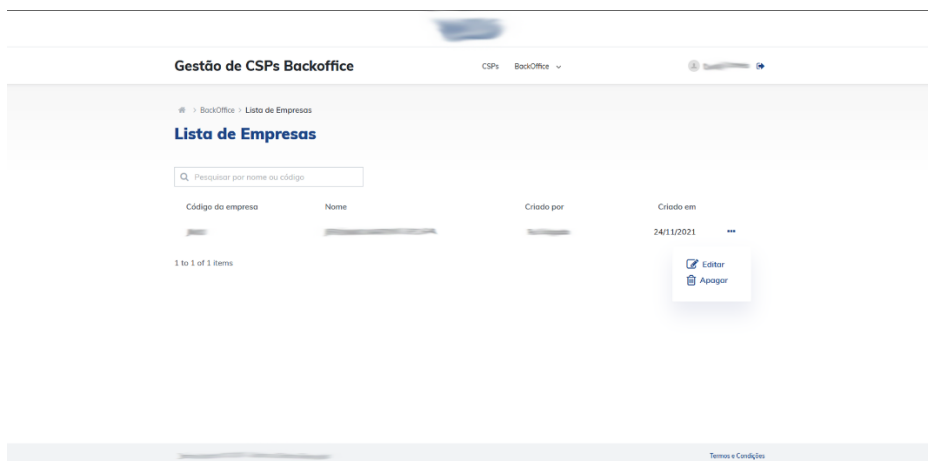 Gestão de CSPs Backoffice CSPs BackOffice
> BackOffice > Lista de Empresas
Lista de Empresas
Pesquisar por nome ou código
Código da empresa Nome Criado por Criado em
24/11/2021 •••
1 to 1 of 1 items
Editar
Apagar
Termos e Condições